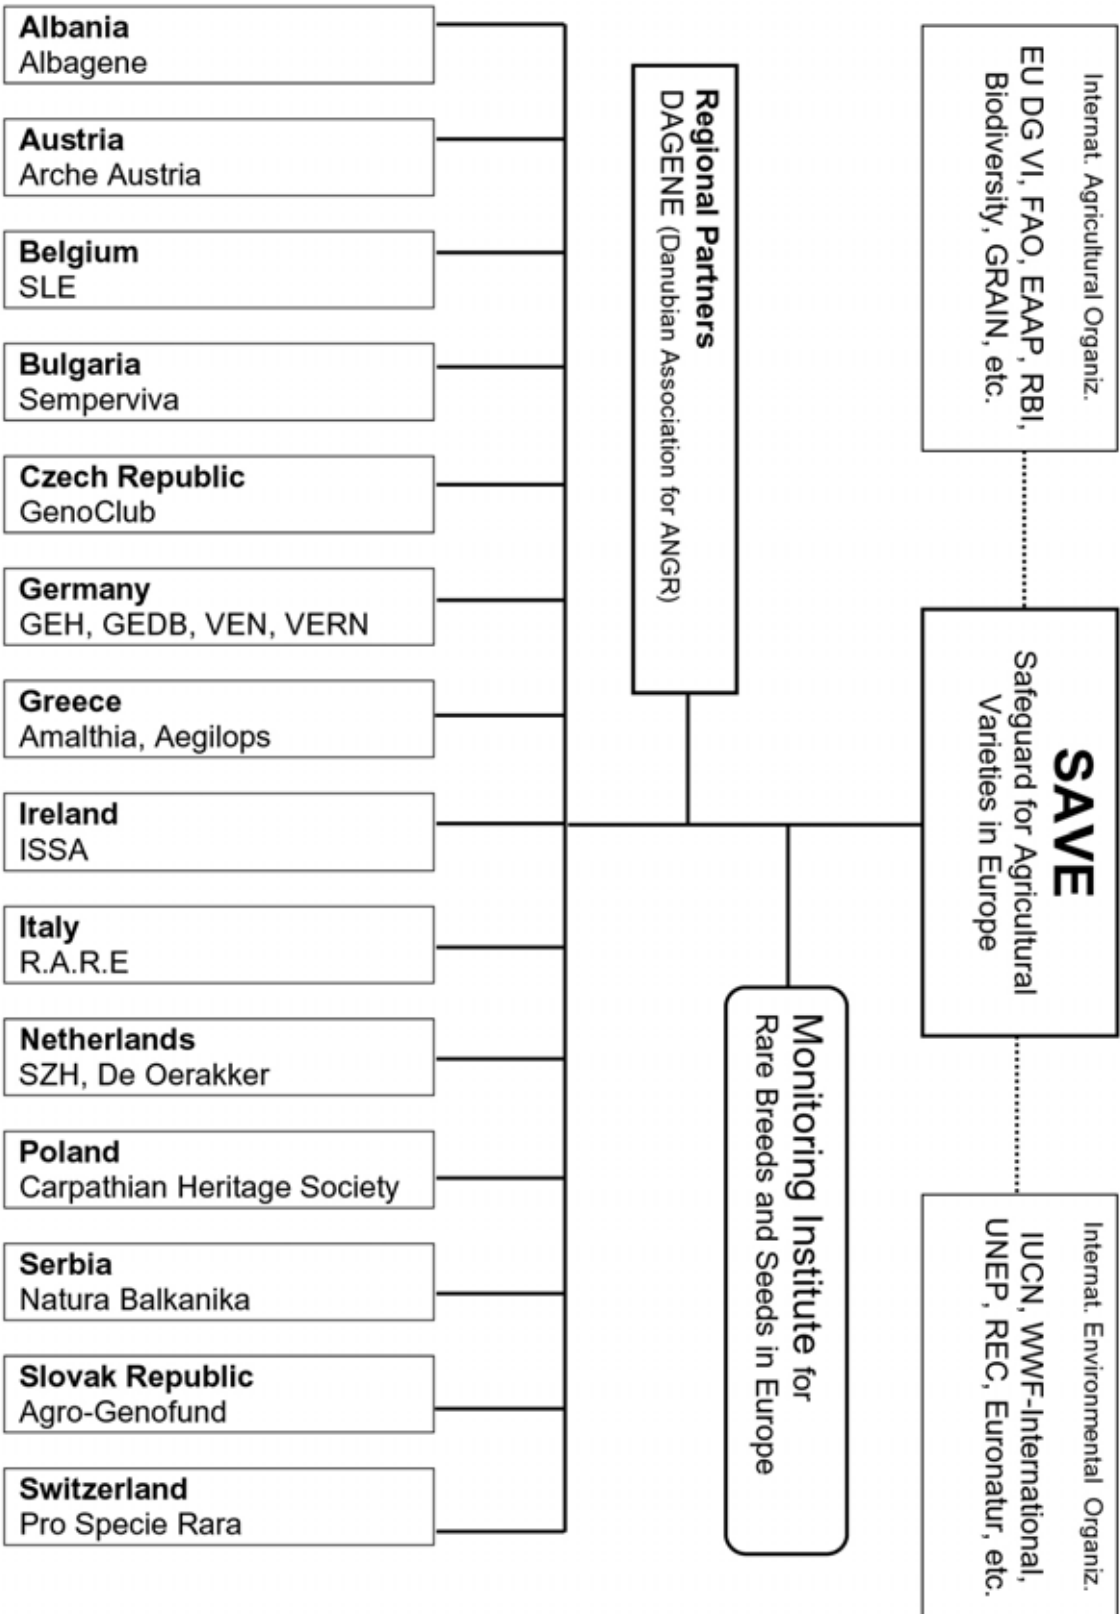 Internat. Agricultural Organiz.
EU DG VI, FAO, EAAP, RBI,
Biodiversity, GRAIN, etc.
SAVE
Safeguard for Agricultural
Varieties in Europe
Internat. Environmental Organiz.
IUCN, WWF-International,
UNEP, REC, Euronatur, etc.
Regional Partners
DAGENE (Danubian Association for ANGR)
Monitoring Institute for
Rare Breeds and Seeds in Europe
Albania
Albagene
Austria
Arche Austria
Belgium
SLE
Bulgaria
Semperviva
Czech Republic
GenoClub
Germany
GEH, GEDB, VEN, VERN
Greece
Amalthia, Aegilops
Ireland
ISSA
Italy
R.A.R.E
Netherlands
SZH, De Oerakker
Poland
Carpathian Heritage Society
Serbia
Natura Balkanika
Slovak Republic
Agro-Genofund
Switzerland
Pro Specie Rara